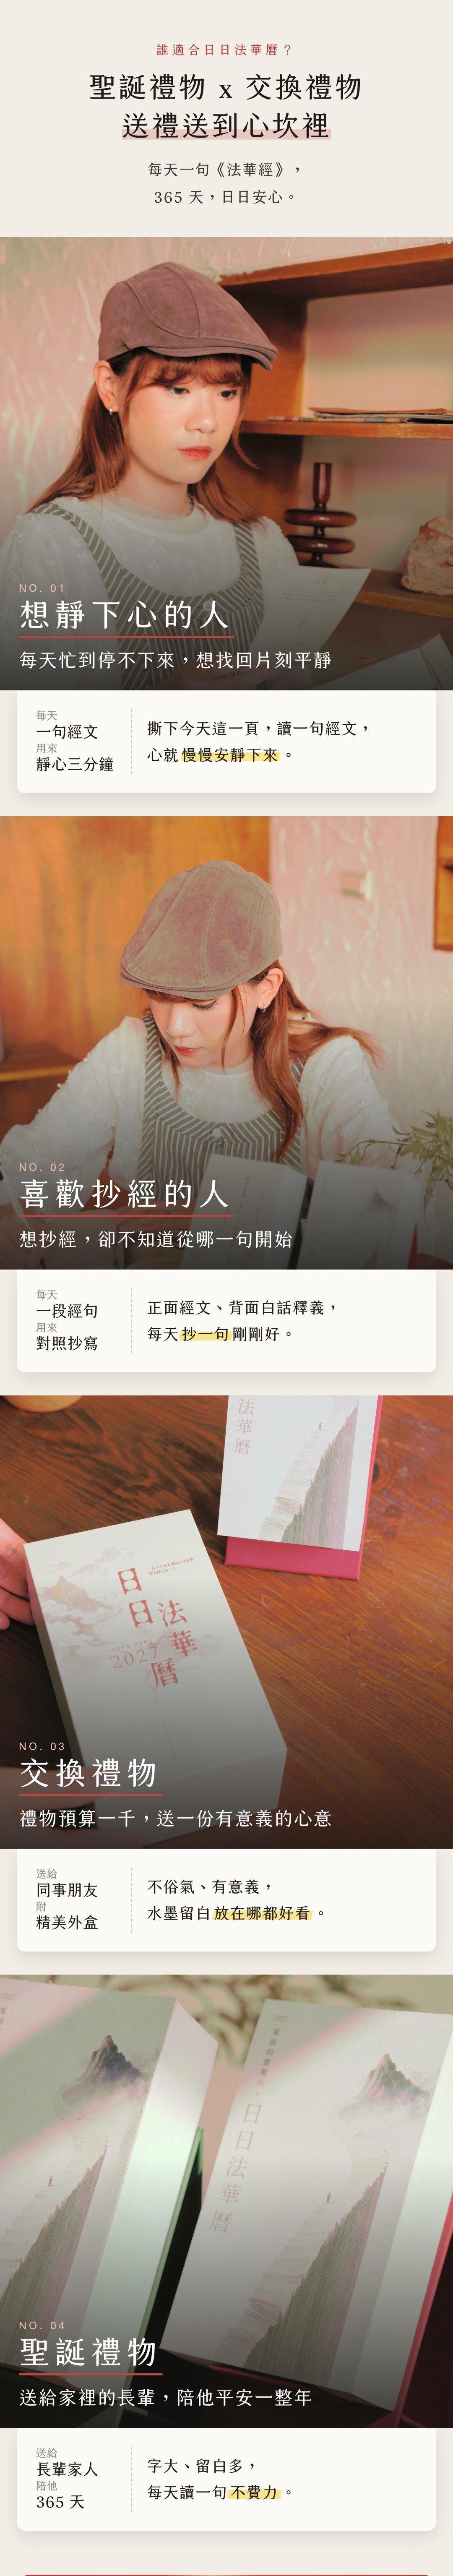 誰適合日日法華曆？
聖誕禮物 x 交換禮物
送禮送到心坎裡
每天一句《法華經》，
365 天，日日安心。
NO. 01
想靜下心的人
每天忙到停不下來，想找回片刻平靜
每天
一句經文
用來
靜心三分鐘
撕下今天這一頁，讀一句經文，
心就慢慢安靜下來。
NO. 02
喜歡抄經的人
想抄經，卻不知道從哪一句開始
每天
一段經句
用來
對照抄寫
正面經文、背面白話釋義，
每天抄一句剛剛好。
法華曆
日日
法華曆
2027
NO. 03
交換禮物
禮物預算一千，送一份有意義的心意
送給
同事朋友
附
精美外盒
不俗氣、有意義，
水墨留白放在哪都好看。
2027
日日法華曆
NO. 04
聖誕禮物
送給家裡的長輩，陪他平安一整年
送給
長輩家人
陪他
365 天
字大、留白多，
每天讀一句不費力。